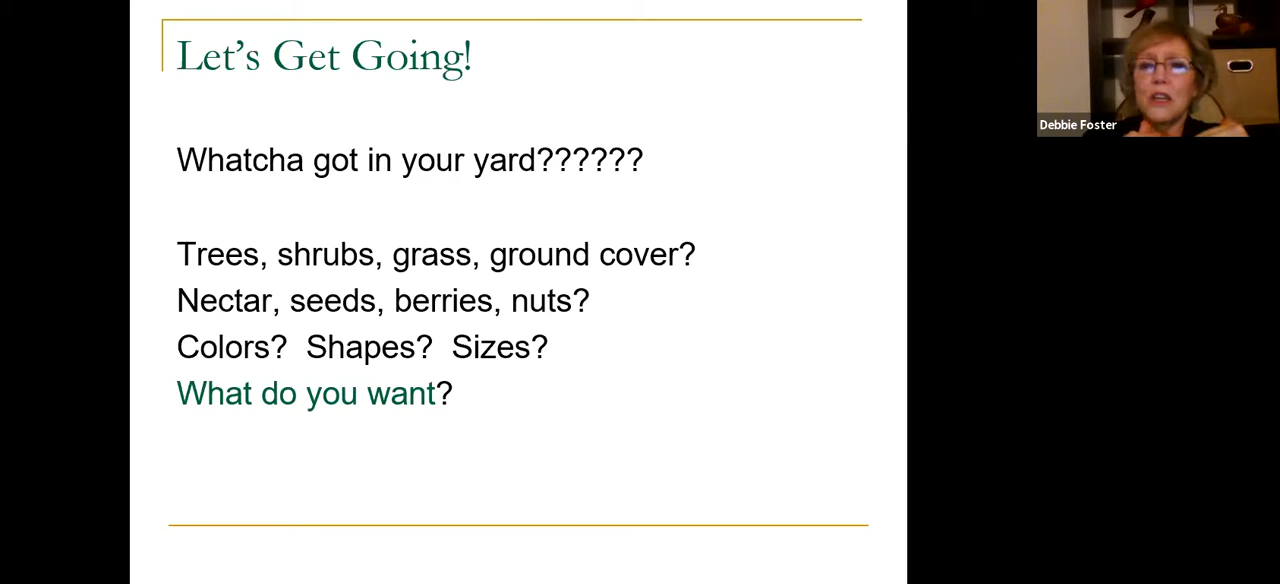 Let's Get Going!
Whatcha got in your yard??????
Trees, shrubs, grass, ground cover?
Nectar, seeds, berries, nuts?
Colors?  Shapes?  Sizes?
What do you want?
Debbie Foster